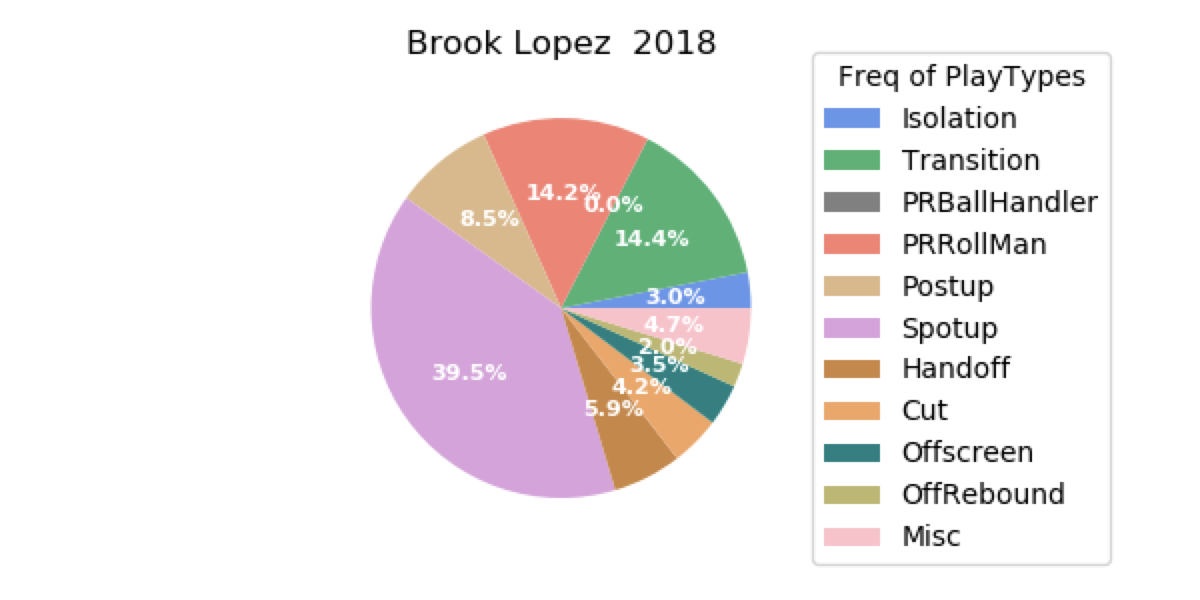 Brook Lopez  2018
Freq of PlayTypes
Isolation
Transition
PRBallHandler
PRRollMan
Postup
Spotup
Handoff
Cut
Offscreen
OffRebound
Misc
14.2%
0.0%
8.5%
14.4%
3.0%
4.7%
2.0%
3.5%
39.5%
4.2%
5.9%